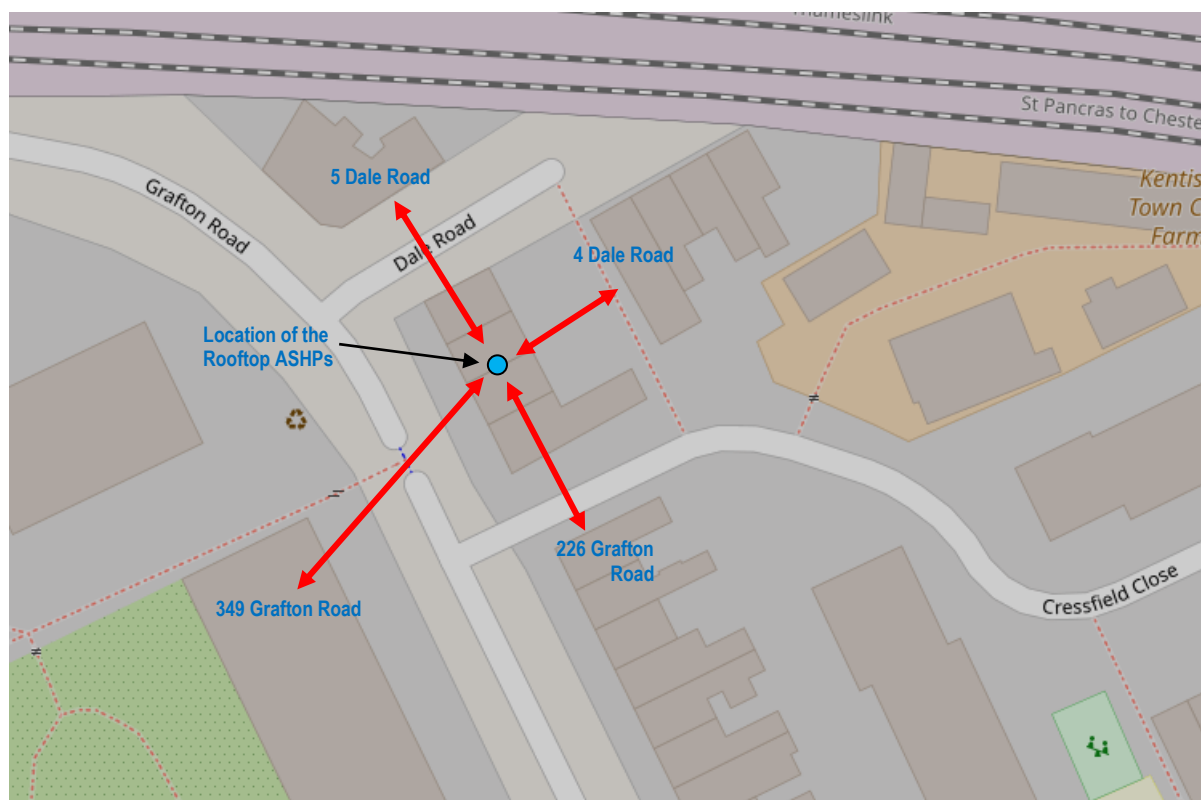 Thameslink
St Pancras to Cheste
Grafton Road
5 Dale Road
Dale Road
4 Dale Road
Kentis
Town C
Farm
Location of the
Rooftop ASHPs
226 Grafton
Road
349 Grafton Road
Cressfield Close